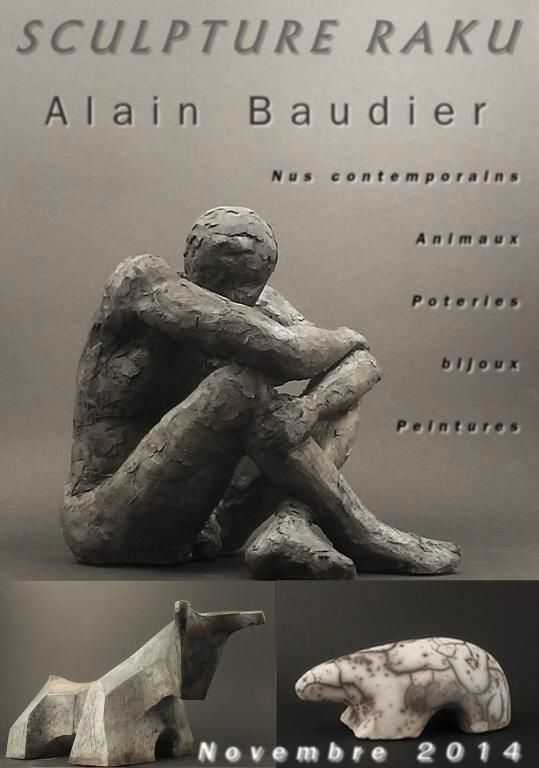 SCULPTURE RAKU
Alain Baudier
Nus contemporains
Animaux
Poteries
bijoux
Peintures
Novembre 2014